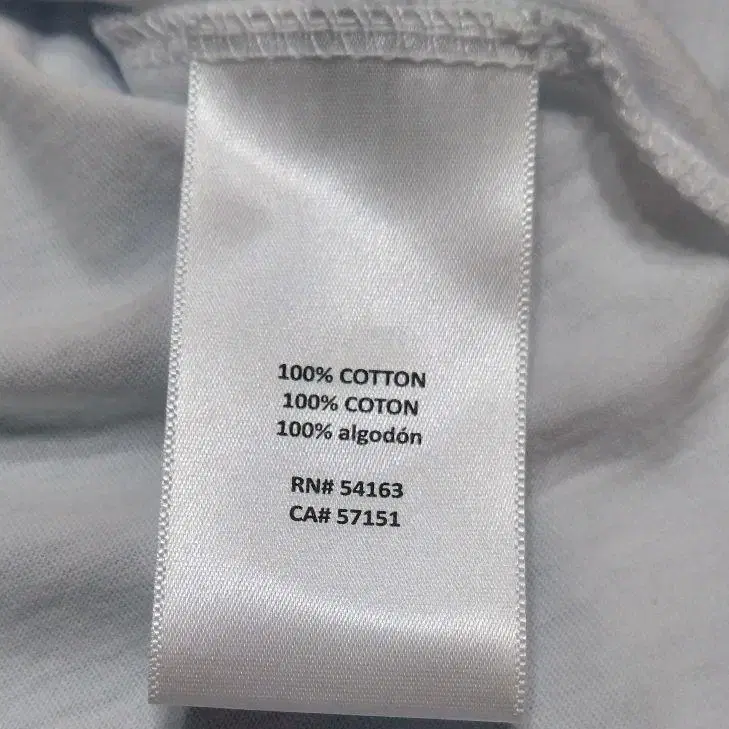 100% COTTON
100% COTON
100% algodón
RN# 54163
CA# 57151